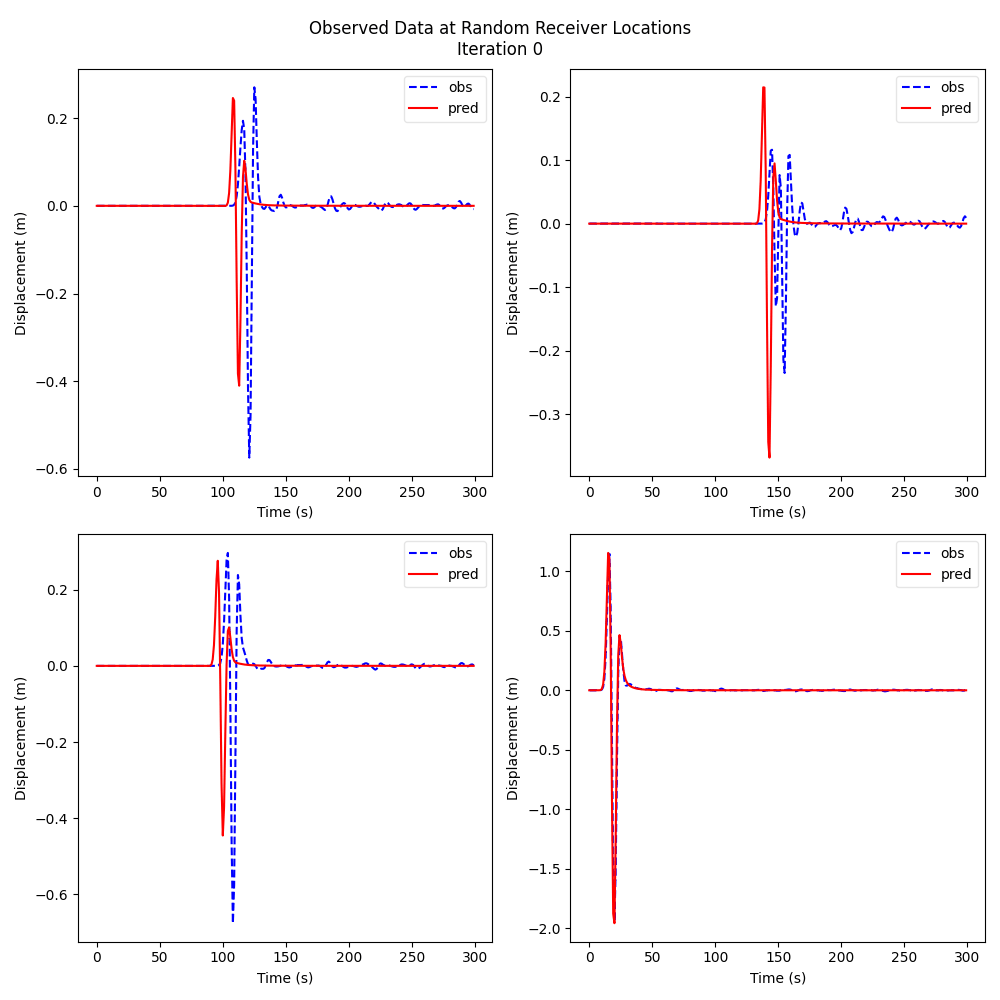 Observed Data at Random Receiver Locations
Iteration 0
obs
pred
0.2
0.0
−0.2
−0.4
−0.6
Displacement (m)
0 50 100 150 200 250 300
Time (s)
obs
pred
0.2
0.1
0.0
−0.1
−0.2
−0.3
Displacement (m)
0 50 100 150 200 250 300
Time (s)
obs
pred
0.2
0.0
−0.2
−0.4
−0.6
Displacement (m)
0 50 100 150 200 250 300
Time (s)
obs
pred
1.0
0.5
0.0
−0.5
−1.0
−1.5
−2.0
Displacement (m)
0 50 100 150 200 250 300
Time (s)